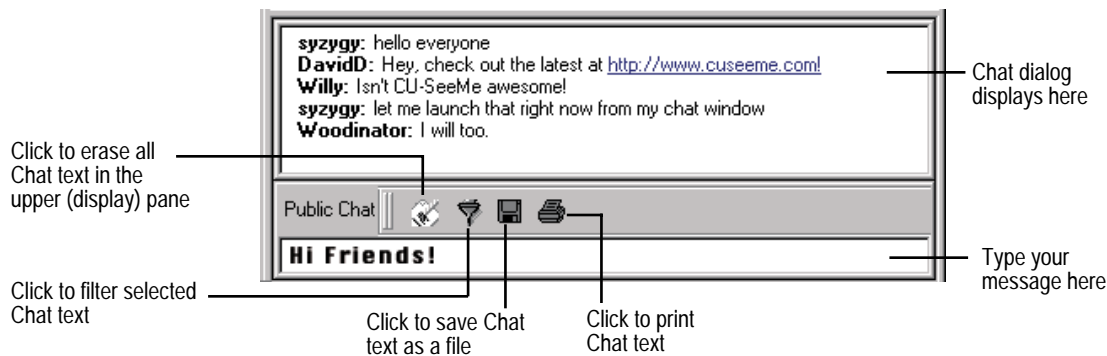 syzygy: hello everyone
DavidD: Hey, check out the latest at http://www.cuseeme.com!
Willy: Isn't CU-SeeMe awesome!
syzygy: let me launch that right now from my chat window
Woodinator: I will too.
Chat dialog
displays here
Click to erase all
Chat text in the
upper (display) pane
Public Chat
Hi Friends!
Type your
message here
Click to filter selected
Chat text
Click to save Chat
text as a file
Click to print
Chat text